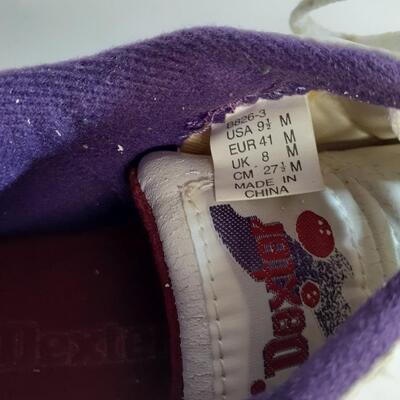 B826-3
USA 9½ M
EUR 41 M
UK 8 M
CM 27½ M
MADE IN
CHINA
Dexter
Dexter